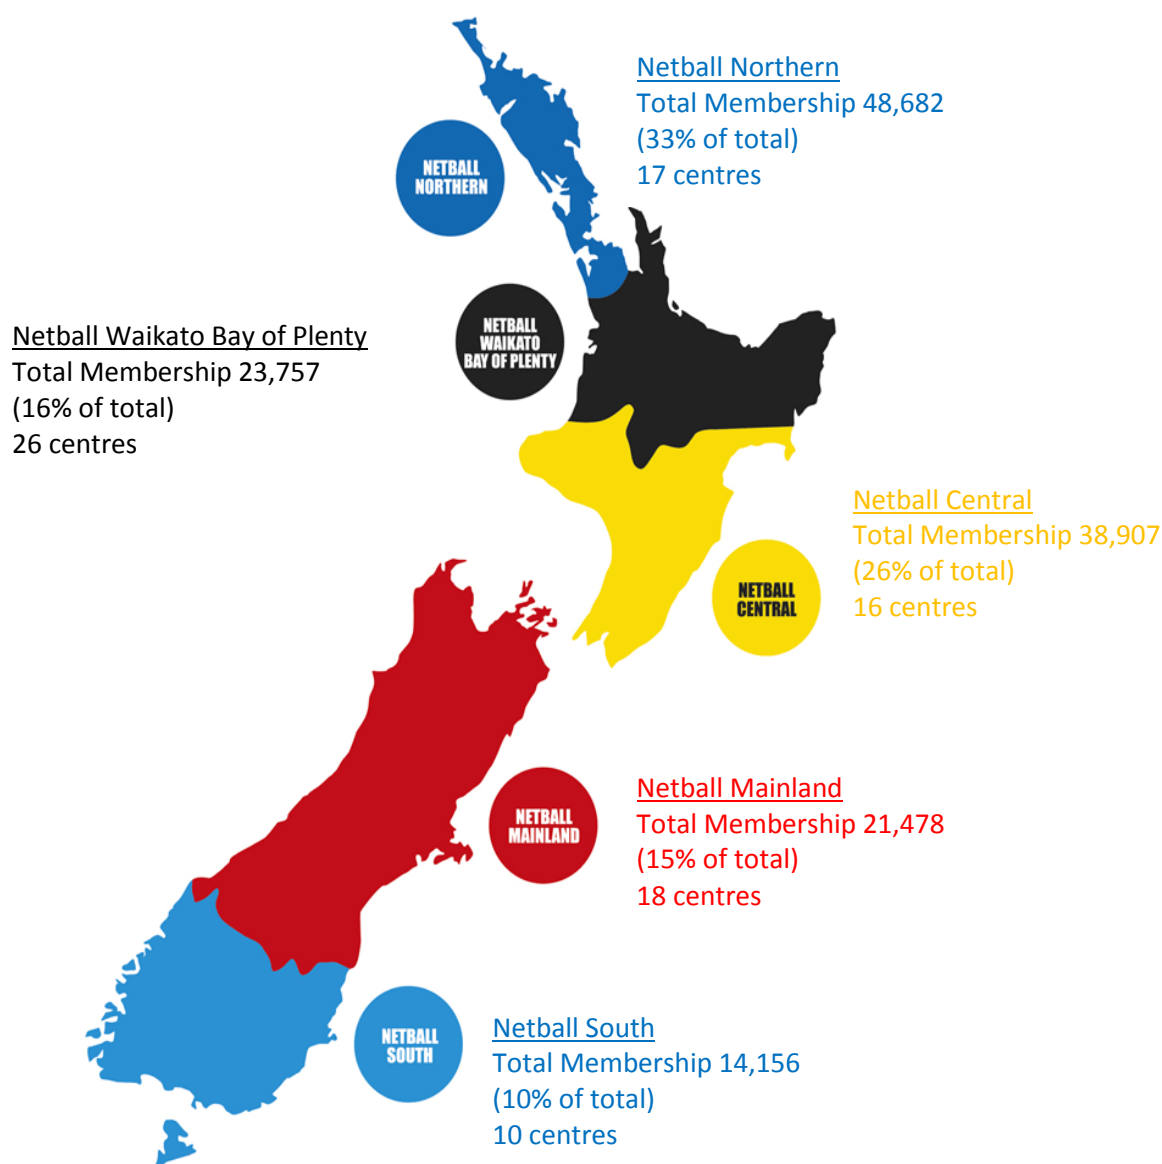 Netball Northern
Total Membership 48,682
(33% of total)
17 centres
NETBALL
NORTHERN
NETBALL
WAIKATO
BAY OF PLENTY
Netball Waikato Bay of Plenty
Total Membership 23,757
(16% of total)
26 centres
Netball Central
Total Membership 38,907
(26% of total)
16 centres
NETBALL
CENTRAL
NETBALL
MAINLAND
Netball Mainland
Total Membership 21,478
(15% of total)
18 centres
NETBALL
SOUTH
Netball South
Total Membership 14,156
(10% of total)
10 centres